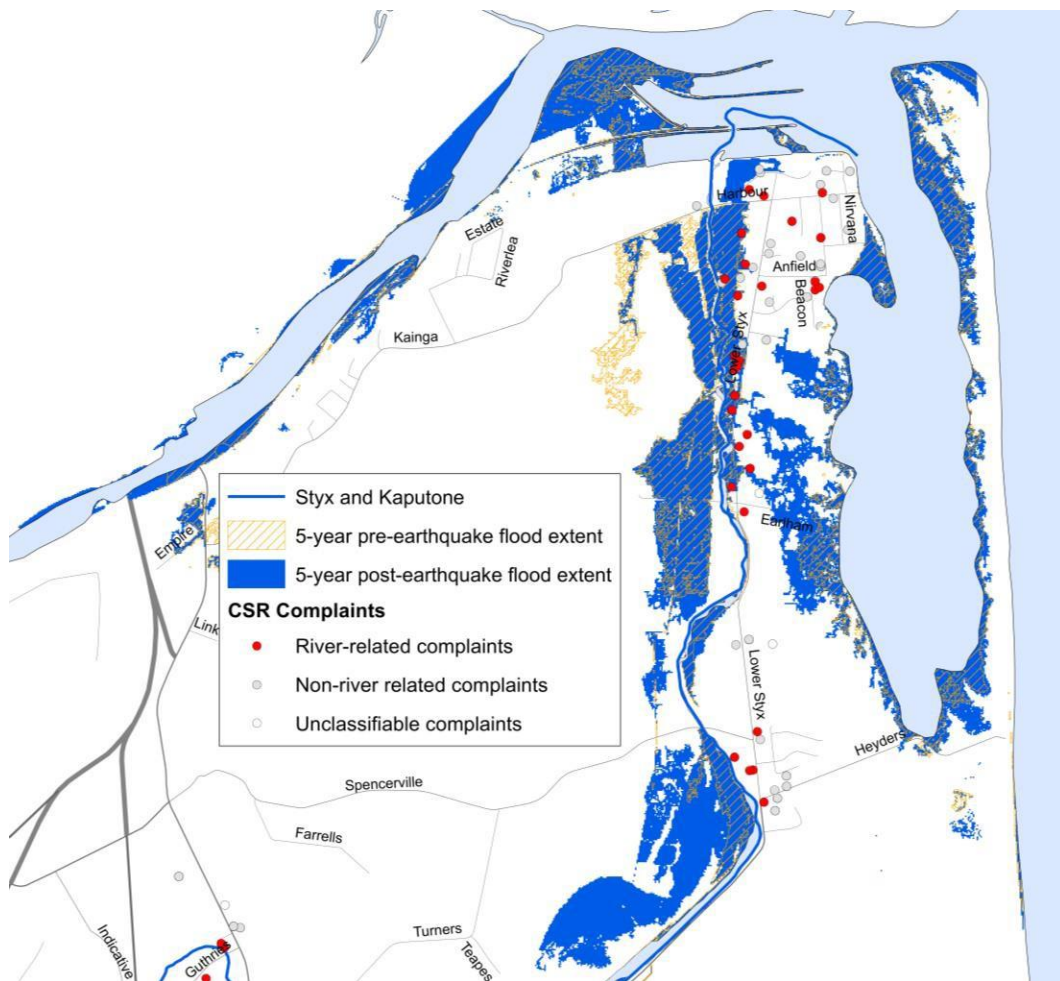 Harbour
Nirvana
Estate
Riverlea
Anfield
Beacon
Kainga
Lower Styx
Styx and Kaputone
5-year pre-earthquake flood extent
5-year post-earthquake flood extent
CSR Complaints
River-related complaints
Non-river related complaints
Unclassifiable complaints
Empire
Earlham
Link
Lower Styx
Heyders
Spencerville
Farrells
Turners
Teapes
Indicative
Guthries